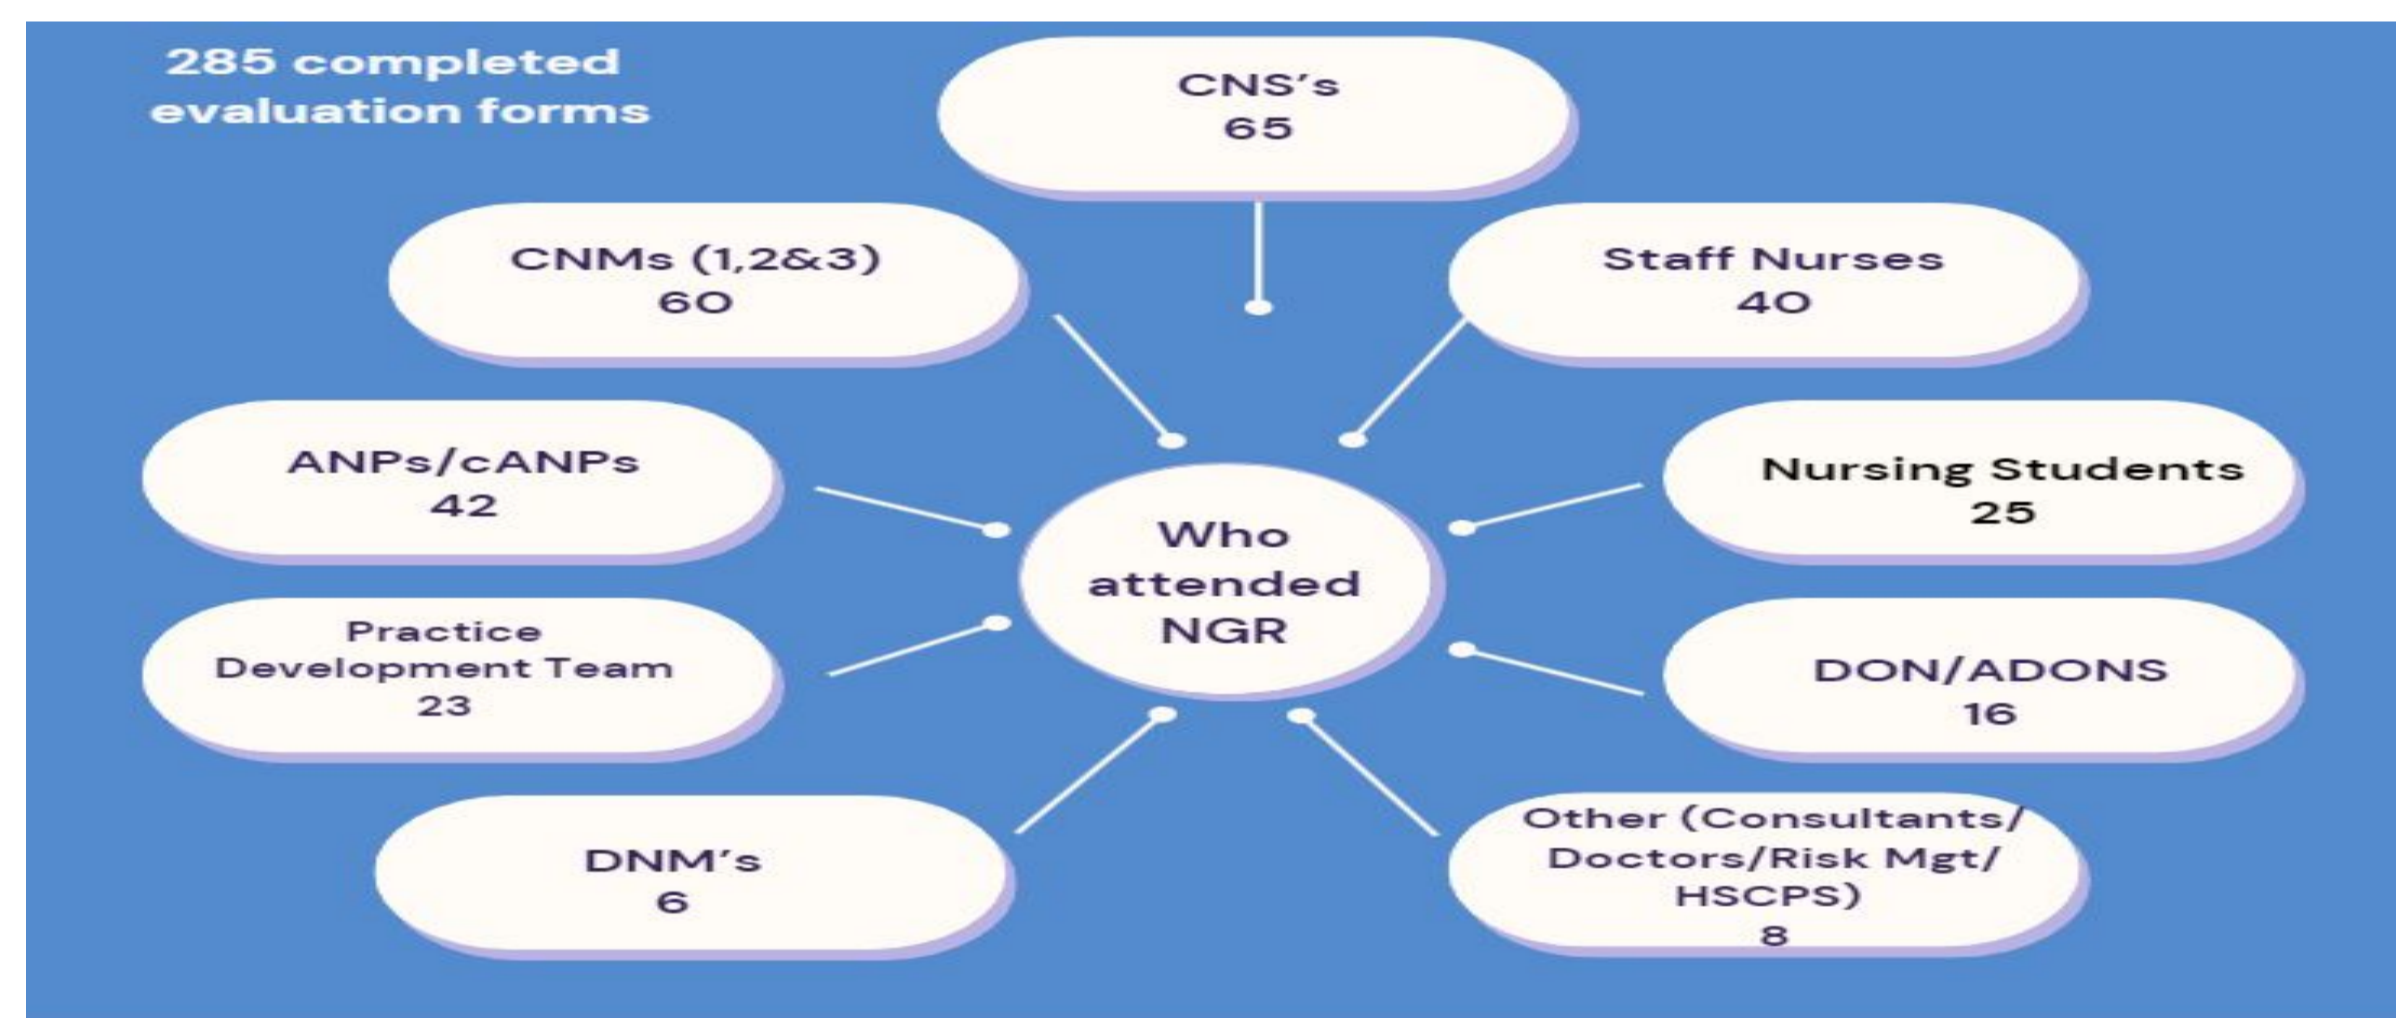 285 completed
evaluation forms
CNS's
65
CNMs (1,2&3)
60
Staff Nurses
40
ANPs/cANPs
42
Nursing Students
25
Who
attended
NGR
Practice
Development Team
23
DON/ADONS
16
DNM's
6
Other (Consultants/
Doctors/Risk Mgt/
HSCPS)
8